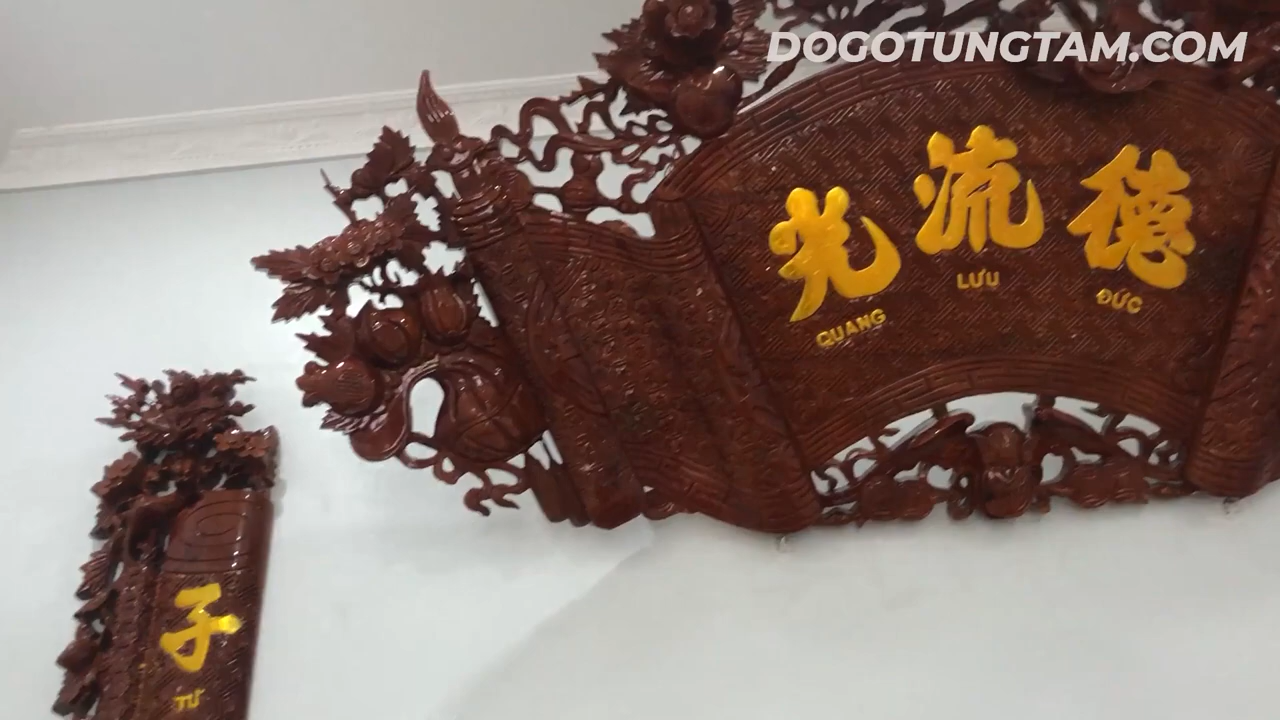 DOGOTUNGTAM.COM
光 流 德
QUANG LƯU ĐỨC
子
TỬ